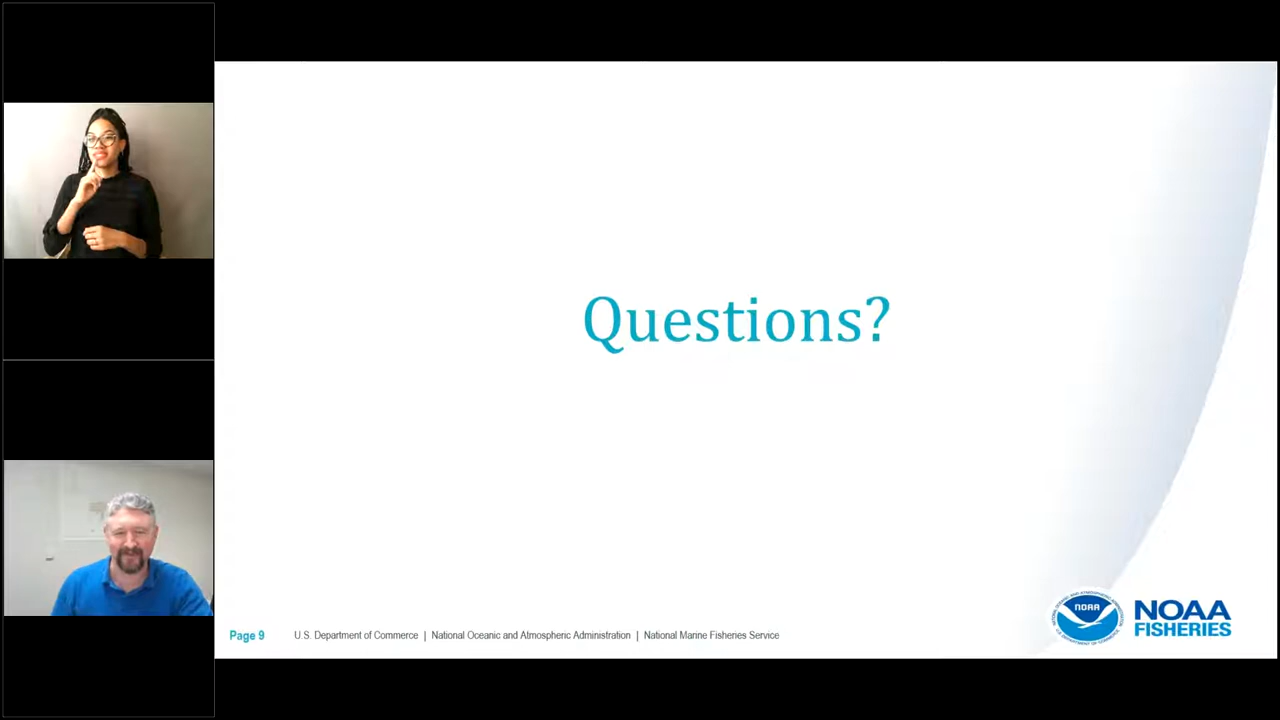 Questions?
Page 9
U.S. Department of Commerce | National Oceanic and Atmospheric Administration | National Marine Fisheries Service
NOAA
NOAA
FISHERIES